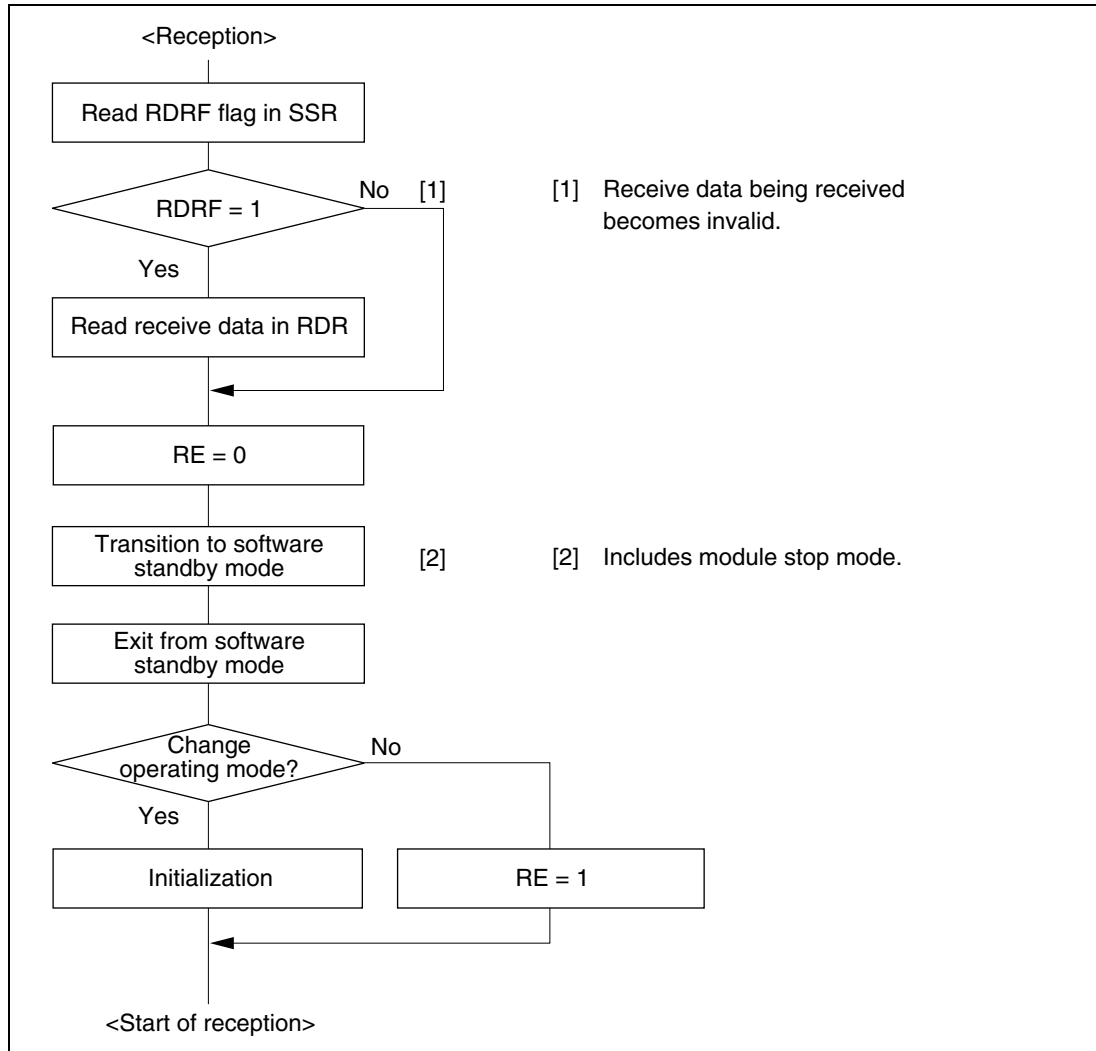 <Reception>
Read RDRF flag in SSR
RDRF = 1
No [1]
[1] Receive data being received
becomes invalid.
Yes
Read receive data in RDR
RE = 0
Transition to software
standby mode
[2]
[2] Includes module stop mode.
Exit from software
standby mode
Change
operating mode?
No
Yes
Initialization
RE = 1
<Start of reception>